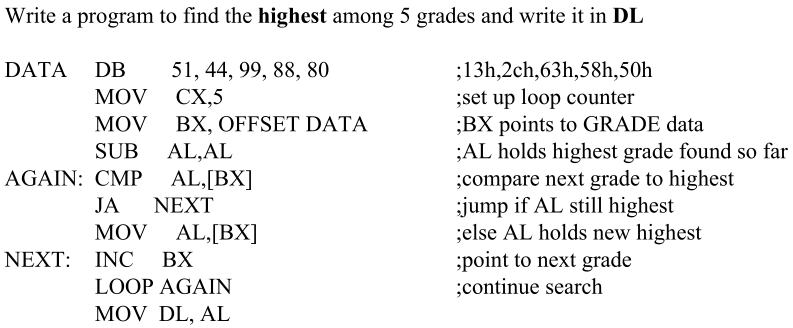 Write a program to find the highest among 5 grades and write it in DL
DATA DB 51, 44, 99, 88, 80 ;13h,2ch,63h,58h,50h
MOV CX,5 ;set up loop counter
MOV BX, OFFSET DATA ;BX points to GRADE data
SUB AL,AL ;AL holds highest grade found so far
AGAIN: CMP AL,[BX] ;compare next grade to highest
JA NEXT ;jump if AL still highest
MOV AL,[BX] ;else AL holds new highest
NEXT: INC BX ;point to next grade
LOOP AGAIN ;continue search
MOV DL, AL